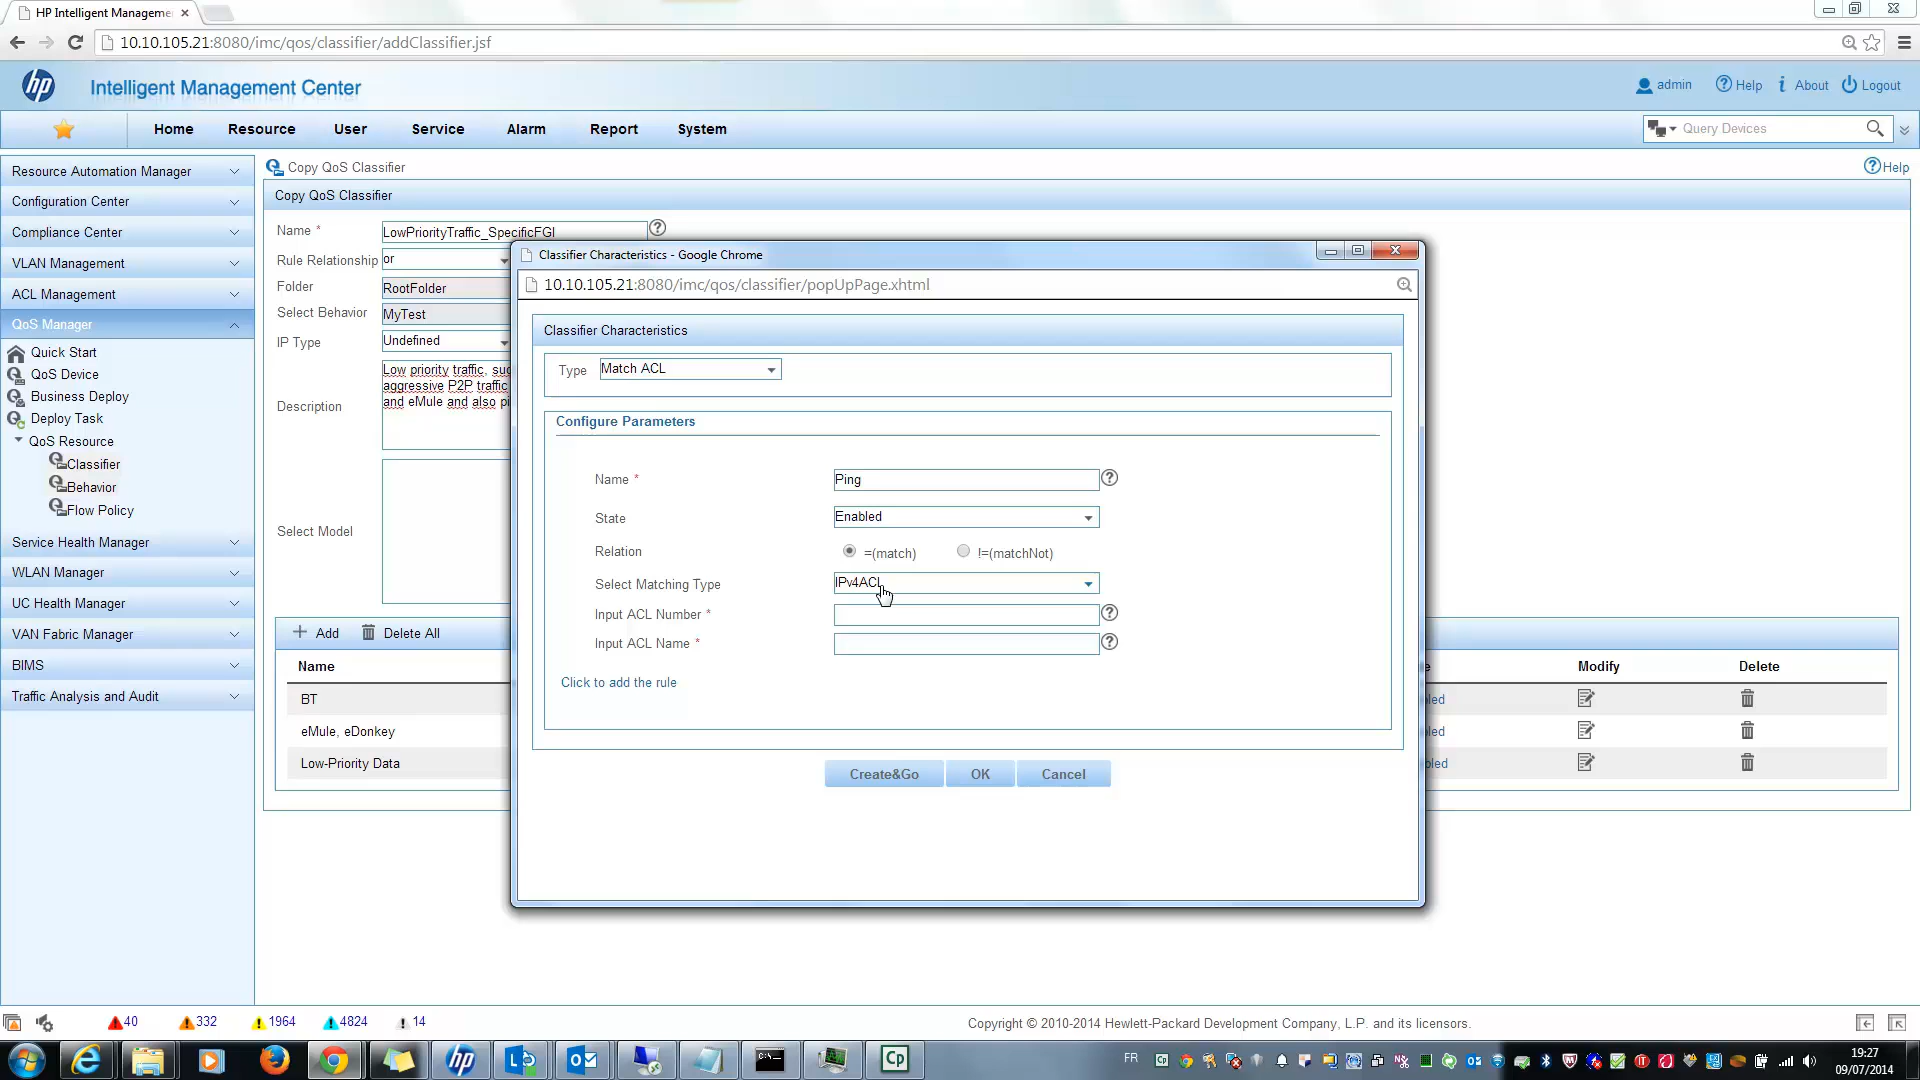 HP Intelligent Manageme
10.10.105.21:8080/imc/qos/classifier/addClassifier.jsf
hp Intelligent Management Center
admin Help About Logout
Home Resource User Service Alarm Report System
Query Devices
Resource Automation Manager
Configuration Center
Compliance Center
VLAN Management
ACL Management
QoS Manager
Quick Start
QoS Device
Business Deploy
Deploy Task
QoS Resource
Classifier
Behavior
Flow Policy
Service Health Manager
WLAN Manager
UC Health Manager
VAN Fabric Manager
BIMS
Traffic Analysis and Audit
Copy QoS Classifier
Help
Copy QoS Classifier
Name * LowPriorityTraffic_SpecificFGI
Rule Relationship or
Folder RootFolder
Select Behavior MyTest
IP Type Undefined
Low priority traffic, suc
aggressive P2P traffic
and eMule and also pi
Description
Select Model
Add Delete All
Name Modify Delete
BT
eMule, eDonkey
Low-Priority Data
Classifier Characteristics - Google Chrome
10.10.105.21:8080/imc/qos/classifier/popUpPage.xhtml
Classifier Characteristics
Type Match ACL
Configure Parameters
Name * Ping
State Enabled
Relation =(match) !=(matchNot)
Select Matching Type IPv4ACL
Input ACL Number *
Input ACL Name *
Click to add the rule
Create&Go OK Cancel
40 332 1964 4824 14
Copyright © 2010-2014 Hewlett-Packard Development Company, L.P. and its licensors.
FR
19:27
09/07/2014